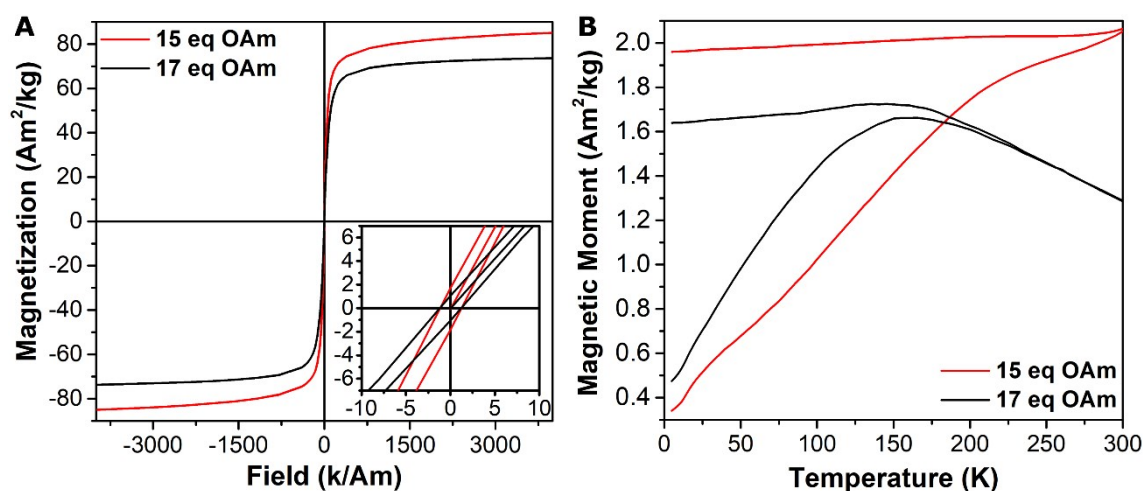 A
15 eq OAm
17 eq OAm
Magnetization (Am²/kg)
80
60
40
20
0
-20
-40
-60
-80
-3000 -1500 0 1500 3000
Field (k/Am)
6
4
2
0
-2
-4
-6
-10 -5 0 5 10
B
Magnetic Moment (Am²/kg)
2.0
1.8
1.6
1.4
1.2
1.0
0.8
0.6
0.4
15 eq OAm
17 eq OAm
0 50 100 150 200 250 300
Temperature (K)